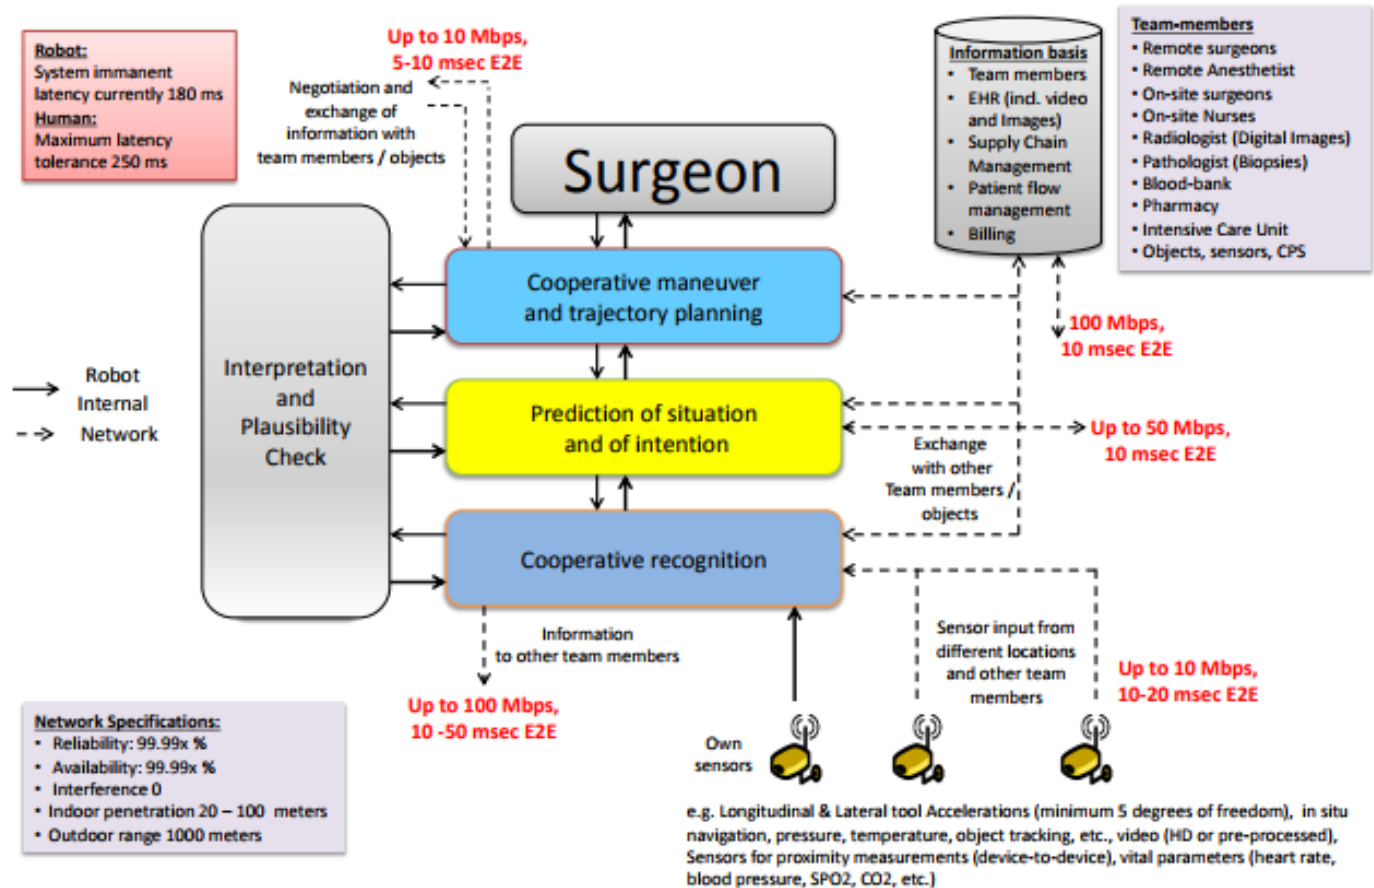 Robot:
System immanent
latency currently 180 ms
Human:
Maximum latency
tolerance 250 ms
Up to 10 Mbps,
5-10 msec E2E
Negotiation and
exchange of
information with
team members / objects
Surgeon
Information basis
• Team members
• EHR (incl. video
and Images)
• Supply Chain
Management
• Patient flow
management
• Billing
Team-members
• Remote surgeons
• Remote Anesthetist
• On-site surgeons
• On-site Nurses
• Radiologist (Digital Images)
• Pathologist (Biopsies)
• Blood-bank
• Pharmacy
• Intensive Care Unit
• Objects, sensors, CPS
Cooperative maneuver
and trajectory planning
100 Mbps,
10 msec E2E
Robot
Internal
Network
Interpretation
and
Plausibility
Check
Prediction of situation
and of intention
Up to 50 Mbps,
10 msec E2E
Exchange
with other
Team members /
objects
Cooperative recognition
Information
to other team members
Up to 100 Mbps,
10 -50 msec E2E
Sensor input from
different locations
and other team
members
Up to 10 Mbps,
10-20 msec E2E
Own
sensors
Network Specifications:
• Reliability: 99.99x %
• Availability: 99.99x %
• Interference 0
• Indoor penetration 20 – 100 meters
• Outdoor range 1000 meters
e.g. Longitudinal & Lateral tool Accelerations (minimum 5 degrees of freedom), in situ
navigation, pressure, temperature, object tracking, etc., video (HD or pre-processed),
Sensors for proximity measurements (device-to-device), vital parameters (heart rate,
blood pressure, SPO2, CO2, etc.)